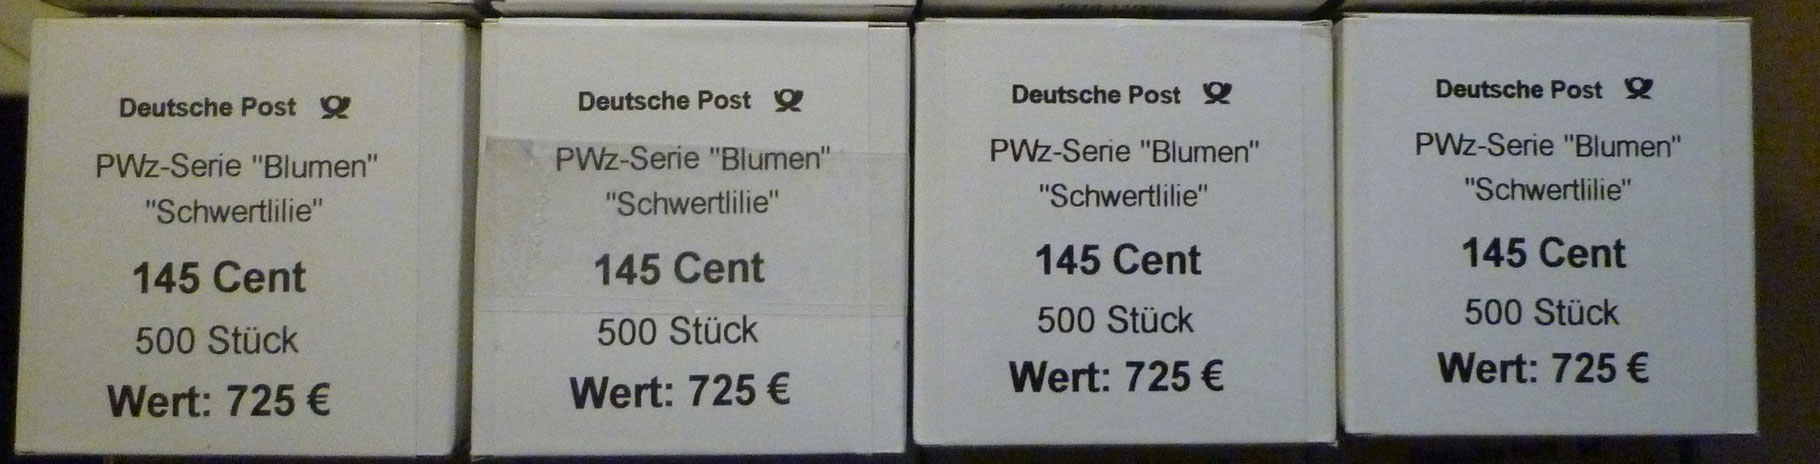 Deutsche Post
PWz-Serie "Blumen"
"Schwertlilie"
145 Cent
500 Stück
Wert: 725 €
Deutsche Post
PWz-Serie "Blumen"
"Schwertlilie"
145 Cent
500 Stück
Wert: 725 €
Deutsche Post
PWz-Serie "Blumen"
"Schwertlilie"
145 Cent
500 Stück
Wert: 725 €
Deutsche Post
PWz-Serie "Blumen"
"Schwertlilie"
145 Cent
500 Stück
Wert: 725 €